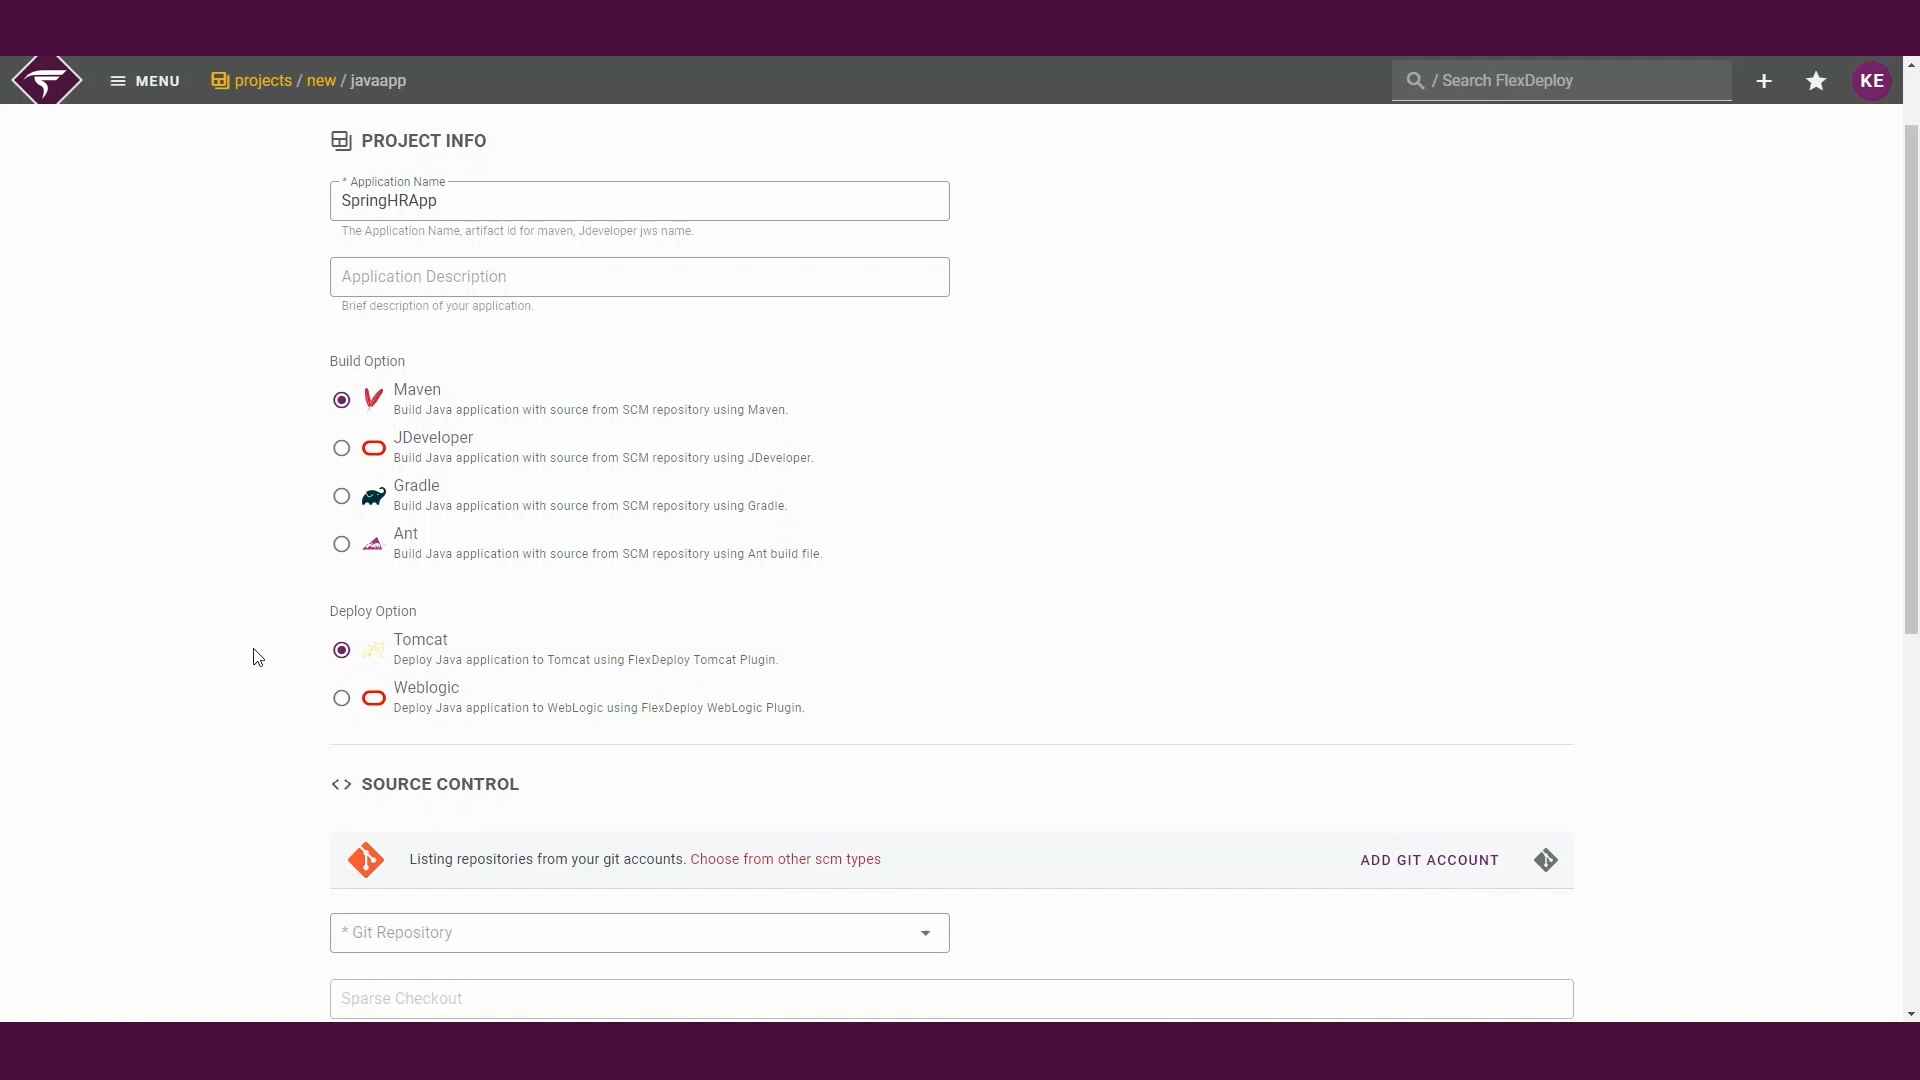 MENU
projects / new / javaapp
/ Search FlexDeploy
KE
PROJECT INFO
* Application Name
SpringHRApp
The Application Name, artifact id for maven, Jdeveloper jws name.
Application Description
Brief description of your application.
Build Option
Maven
Build Java application with source from SCM repository using Maven.
JDeveloper
Build Java application with source from SCM repository using JDeveloper.
Gradle
Build Java application with source from SCM repository using Gradle.
Ant
Build Java application with source from SCM repository using Ant build file.
Deploy Option
Tomcat
Deploy Java application to Tomcat using FlexDeploy Tomcat Plugin.
Weblogic
Deploy Java application to WebLogic using FlexDeploy WebLogic Plugin.
SOURCE CONTROL
Listing repositories from your git accounts. Choose from other scm types
ADD GIT ACCOUNT
* Git Repository
Sparse Checkout